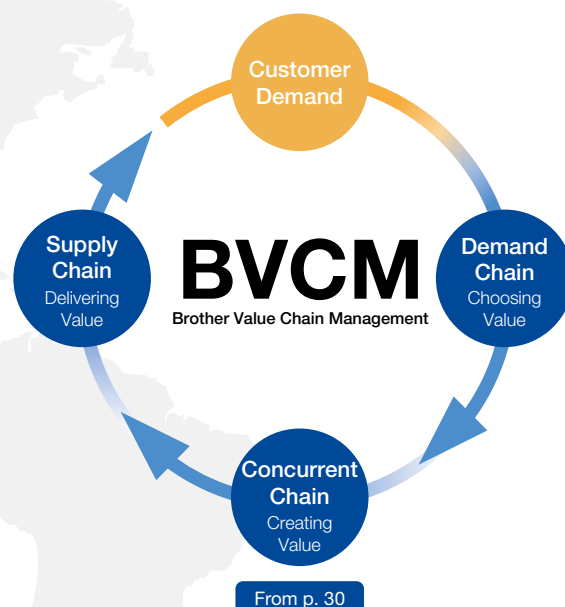 Customer
Demand
Supply
Chain
Delivering
Value
BVCM
Brother Value Chain Management
Demand
Chain
Choosing
Value
Concurrent
Chain
Creating
Value
From p. 30